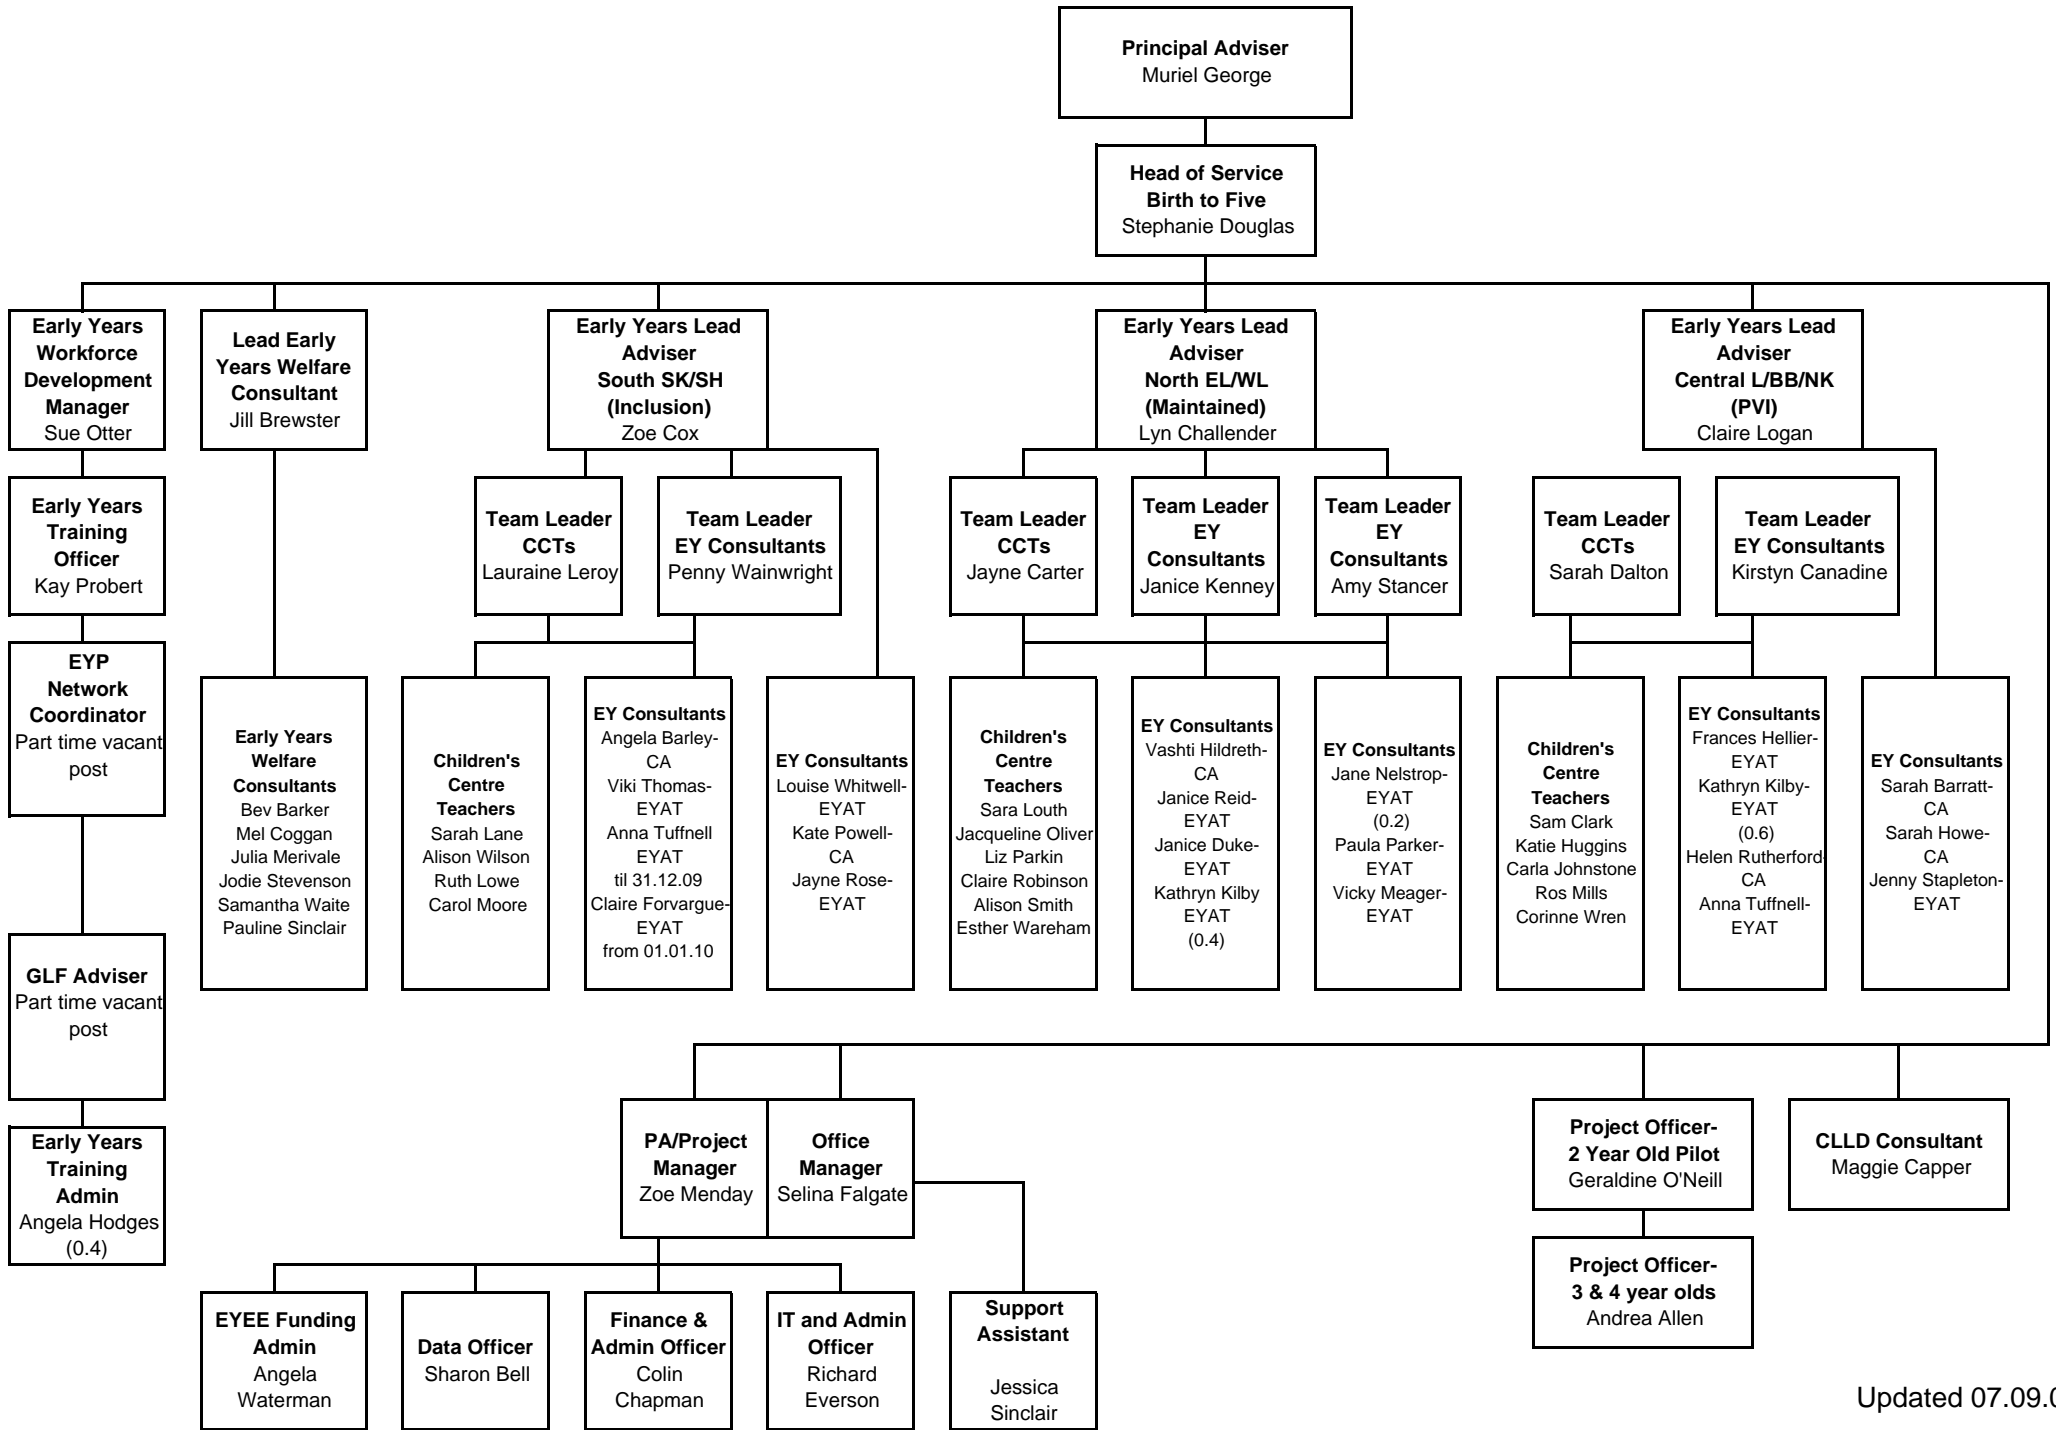 Principal Adviser
Muriel George
Head of Service
Birth to Five
Stephanie Douglas
Early Years
Workforce
Development
Manager
Sue Otter
Lead Early
Years Welfare
Consultant
Jill Brewster
Early Years Lead
Adviser
South SK/SH
(Inclusion)
Zoe Cox
Early Years Lead
Adviser
North EL/WL
(Maintained)
Lyn Challender
Early Years Lead
Adviser
Central L/BB/NK
(PVI)
Claire Logan
Early Years
Training
Officer
Kay Probert
Team Leader
CCTs
Lauraine Leroy
Team Leader
EY Consultants
Penny Wainwright
Team Leader
CCTs
Jayne Carter
Team Leader
EY
Consultants
Janice Kenney
Team Leader
EY
Consultants
Amy Stancer
Team Leader
CCTs
Sarah Dalton
Team Leader
EY Consultants
Kirstyn Canadine
EYP
Network
Coordinator
Part time vacant
post
Early Years
Welfare
Consultants
Bev Barker
Mel Coggan
Julia Merivale
Jodie Stevenson
Samantha Waite
Pauline Sinclair
Children's
Centre
Teachers
Sarah Lane
Alison Wilson
Ruth Lowe
Carol Moore
EY Consultants
Angela Barley-
CA
Viki Thomas-
EYAT
Anna Tuffnell
EYAT
til 31.12.09
Claire Forvargue-
EYAT
from 01.01.10
EY Consultants
Louise Whitwell-
EYAT
Kate Powell-
CA
Jayne Rose-
EYAT
Children's
Centre
Teachers
Sara Louth
Jacqueline Oliver
Liz Parkin
Claire Robinson
Alison Smith
Esther Wareham
EY Consultants
Vashti Hildreth-
CA
Janice Reid-
EYAT
Janice Duke-
EYAT
Kathryn Kilby
EYAT
(0.4)
EY Consultants
Jane Nelstrop-
EYAT
(0.2)
Paula Parker-
EYAT
Vicky Meager-
EYAT
Children's
Centre
Teachers
Sam Clark
Katie Huggins
Carla Johnstone
Ros Mills
Corinne Wren
EY Consultants
Frances Hellier-
EYAT
Kathryn Kilby-
EYAT
(0.6)
Helen Rutherford-
CA
Anna Tuffnell-
EYAT
EY Consultants
Sarah Barratt-
CA
Sarah Howe-
CA
Jenny Stapleton-
EYAT
GLF Adviser
Part time vacant
post
Early Years
Training
Admin
Angela Hodges
(0.4)
PA/Project
Manager
Zoe Menday
Office
Manager
Selina Falgate
Project Officer-
2 Year Old Pilot
Geraldine O'Neill
CLLD Consultant
Maggie Capper
Project Officer-
3 & 4 year olds
Andrea Allen
EYEE Funding
Admin
Angela
Waterman
Data Officer
Sharon Bell
Finance &
Admin Officer
Colin
Chapman
IT and Admin
Officer
Richard
Everson
Support
Assistant
Jessica
Sinclair
Updated 07.09.0